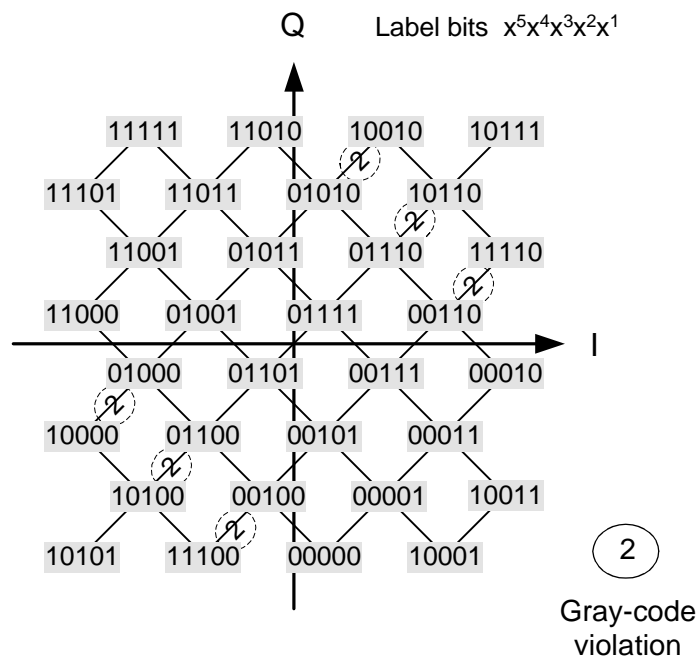 Q
Label bits x⁵x⁴x³x²x¹
11111 11010 10010 10111
2
11101 11011 01010 10110
2
11001 01011 01110 11110
2
11000 01001 01111 00110
I
01000 01101 00111 00010
2
10000 01100 00101 00011
2
10100 00100 00001 10011
2
10101 11100 00000 10001
2
Gray-code
violation